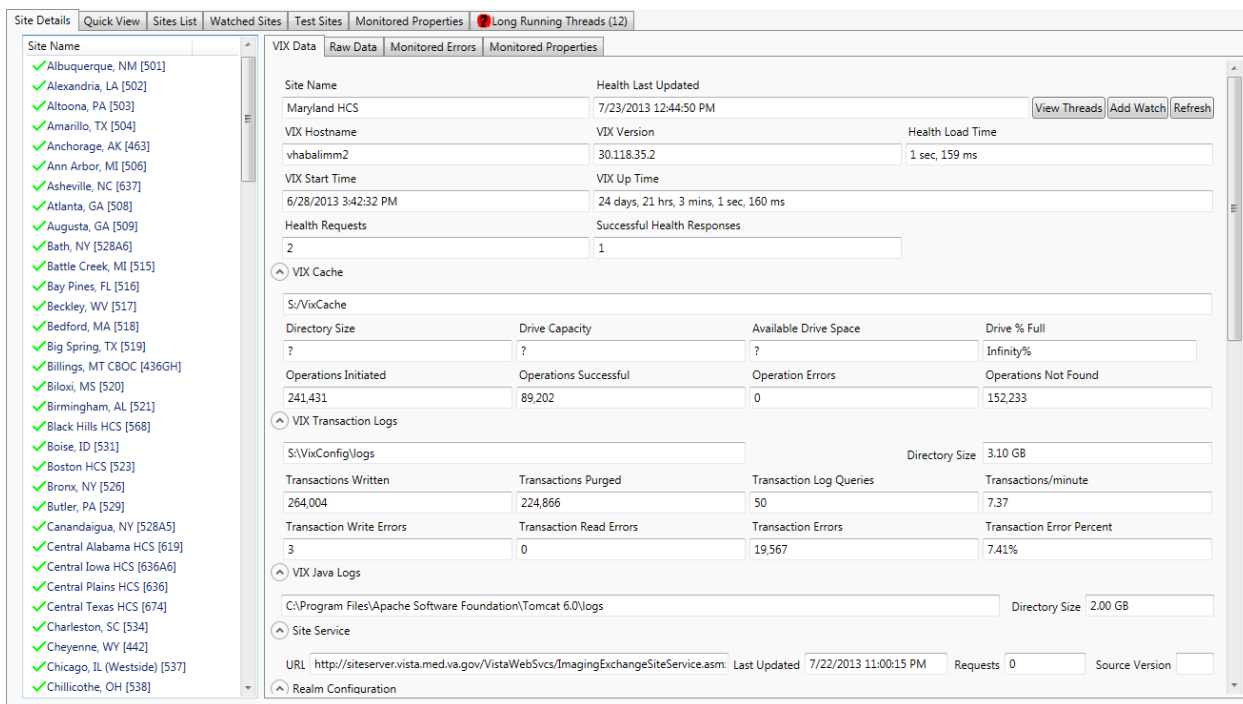 Site Details Quick View Sites List Watched Sites Test Sites Monitored Properties Long Running Threads (12)
Site Name
Albuquerque, NM [501]
Alexandria, LA [502]
Altoona, PA [503]
Amarillo, TX [504]
Anchorage, AK [463]
Ann Arbor, MI [506]
Asheville, NC [637]
Atlanta, GA [508]
Augusta, GA [509]
Bath, NY [528A6]
Battle Creek, MI [515]
Bay Pines, FL [516]
Beckley, WV [517]
Bedford, MA [518]
Big Spring, TX [519]
Billings, MT CBOC [436GH]
Biloxi, MS [520]
Birmingham, AL [521]
Black Hills HCS [568]
Boise, ID [531]
Boston HCS [523]
Bronx, NY [526]
Butler, PA [529]
Canandaigua, NY [528A5]
Central Alabama HCS [619]
Central Iowa HCS [636A6]
Central Plains HCS [636]
Central Texas HCS [674]
Charleston, SC [534]
Cheyenne, WY [442]
Chicago, IL (Westside) [537]
Chillicothe, OH [538]
VIX Data Raw Data Monitored Errors Monitored Properties
Site Name Health Last Updated
Maryland HCS 7/23/2013 12:44:50 PM View Threads Add Watch Refresh
VIX Hostname VIX Version Health Load Time
vhabalimm2 30.118.35.2 1 sec, 159 ms
VIX Start Time VIX Up Time
6/28/2013 3:42:32 PM 24 days, 21 hrs, 3 mins, 1 sec, 160 ms
Health Requests Successful Health Responses
2 1
VIX Cache
S:/VixCache
Directory Size Drive Capacity Available Drive Space Drive % Full
? ? ? Infinity%
Operations Initiated Operations Successful Operation Errors Operations Not Found
241,431 89,202 0 152,233
VIX Transaction Logs
S:\VixConfig\logs Directory Size 3.10 GB
Transactions Written Transactions Purged Transaction Log Queries Transactions/minute
264,004 224,866 50 7.37
Transaction Write Errors Transaction Read Errors Transaction Errors Transaction Error Percent
3 0 19,567 7.41%
VIX Java Logs
C:\Program Files\Apache Software Foundation\Tomcat 6.0\logs Directory Size 2.00 GB
Site Service
URL http://siteserver.vista.med.va.gov/VistaWebSvcs/ImagingExchangeSiteService.asm: Last Updated 7/22/2013 11:00:15 PM Requests 0 Source Version
Realm Configuration